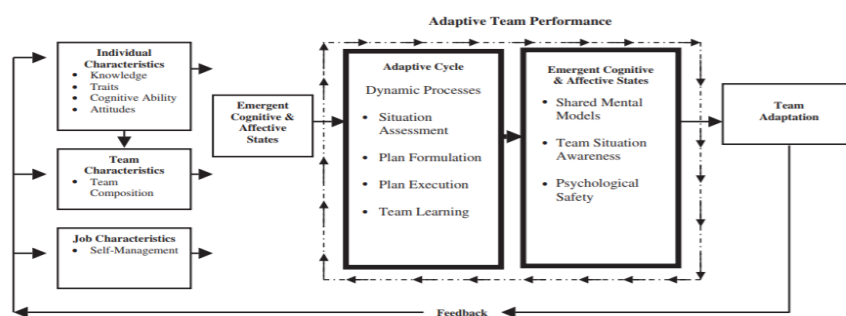 Adaptive Team Performance
Individual
Characteristics
• Knowledge
• Traits
• Cognitive Ability
• Attitudes
Team
Characteristics
• Team
Composition
Job Characteristics
• Self-Management
Emergent
Cognitive &
Affective
States
Adaptive Cycle
Dynamic Processes
• Situation
Assessment
• Plan Formulation
• Plan Execution
• Team Learning
Emergent Cognitive
& Affective States
• Shared Mental
Models
• Team Situation
Awareness
• Psychological
Safety
Team
Adaptation
Feedback